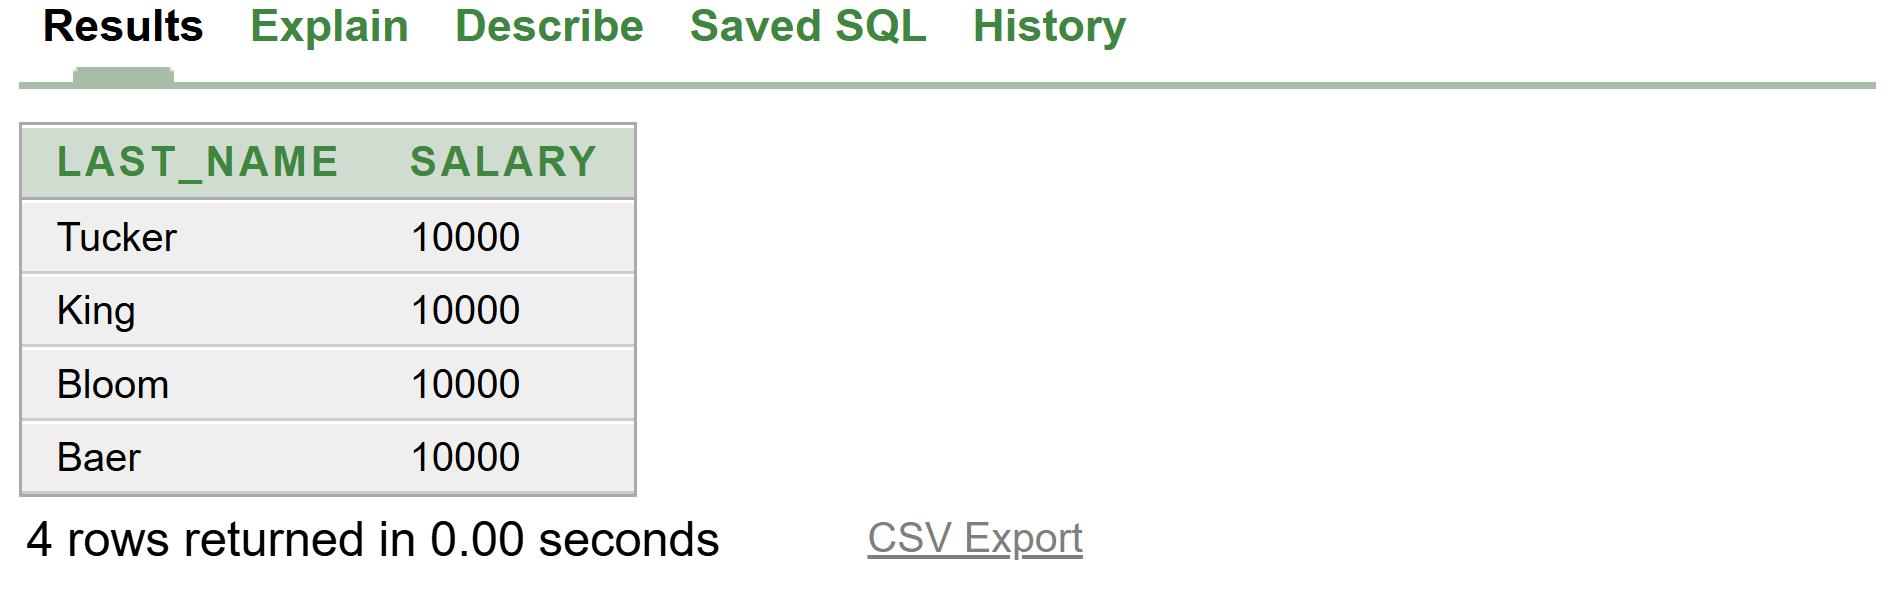 Results Explain Describe Saved SQL History
LAST_NAME SALARY
Tucker 10000
King 10000
Bloom 10000
Baer 10000
4 rows returned in 0.00 seconds CSV Export